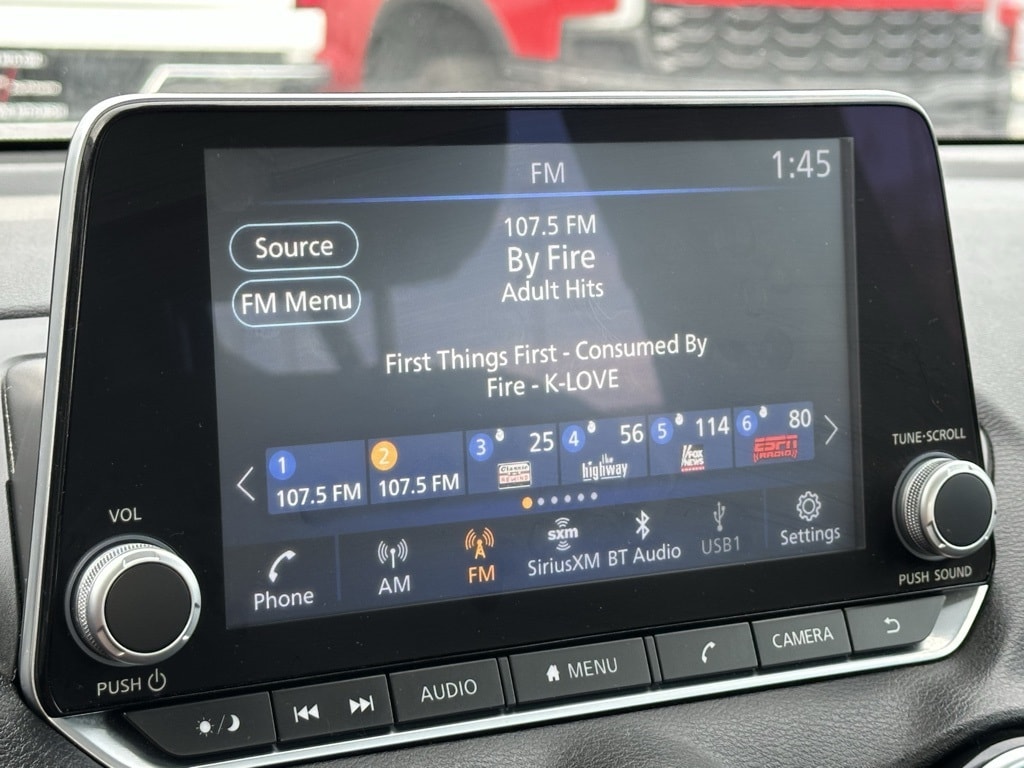 FM
1:45
Source
FM Menu
107.5 FM
By Fire
Adult Hits
First Things First - Consumed By
Fire - K-LOVE
1
107.5 FM
2
107.5 FM
3
25
Classic
REWIND
4
56
the
highway
5
114
FOX
NEWS
6
80
ESPN
RADIO
Phone
AM
FM
sxm
SiriusXM
BT Audio
USB1
Settings
VOL
PUSH
TUNE·SCROLL
PUSH SOUND
AUDIO
MENU
CAMERA